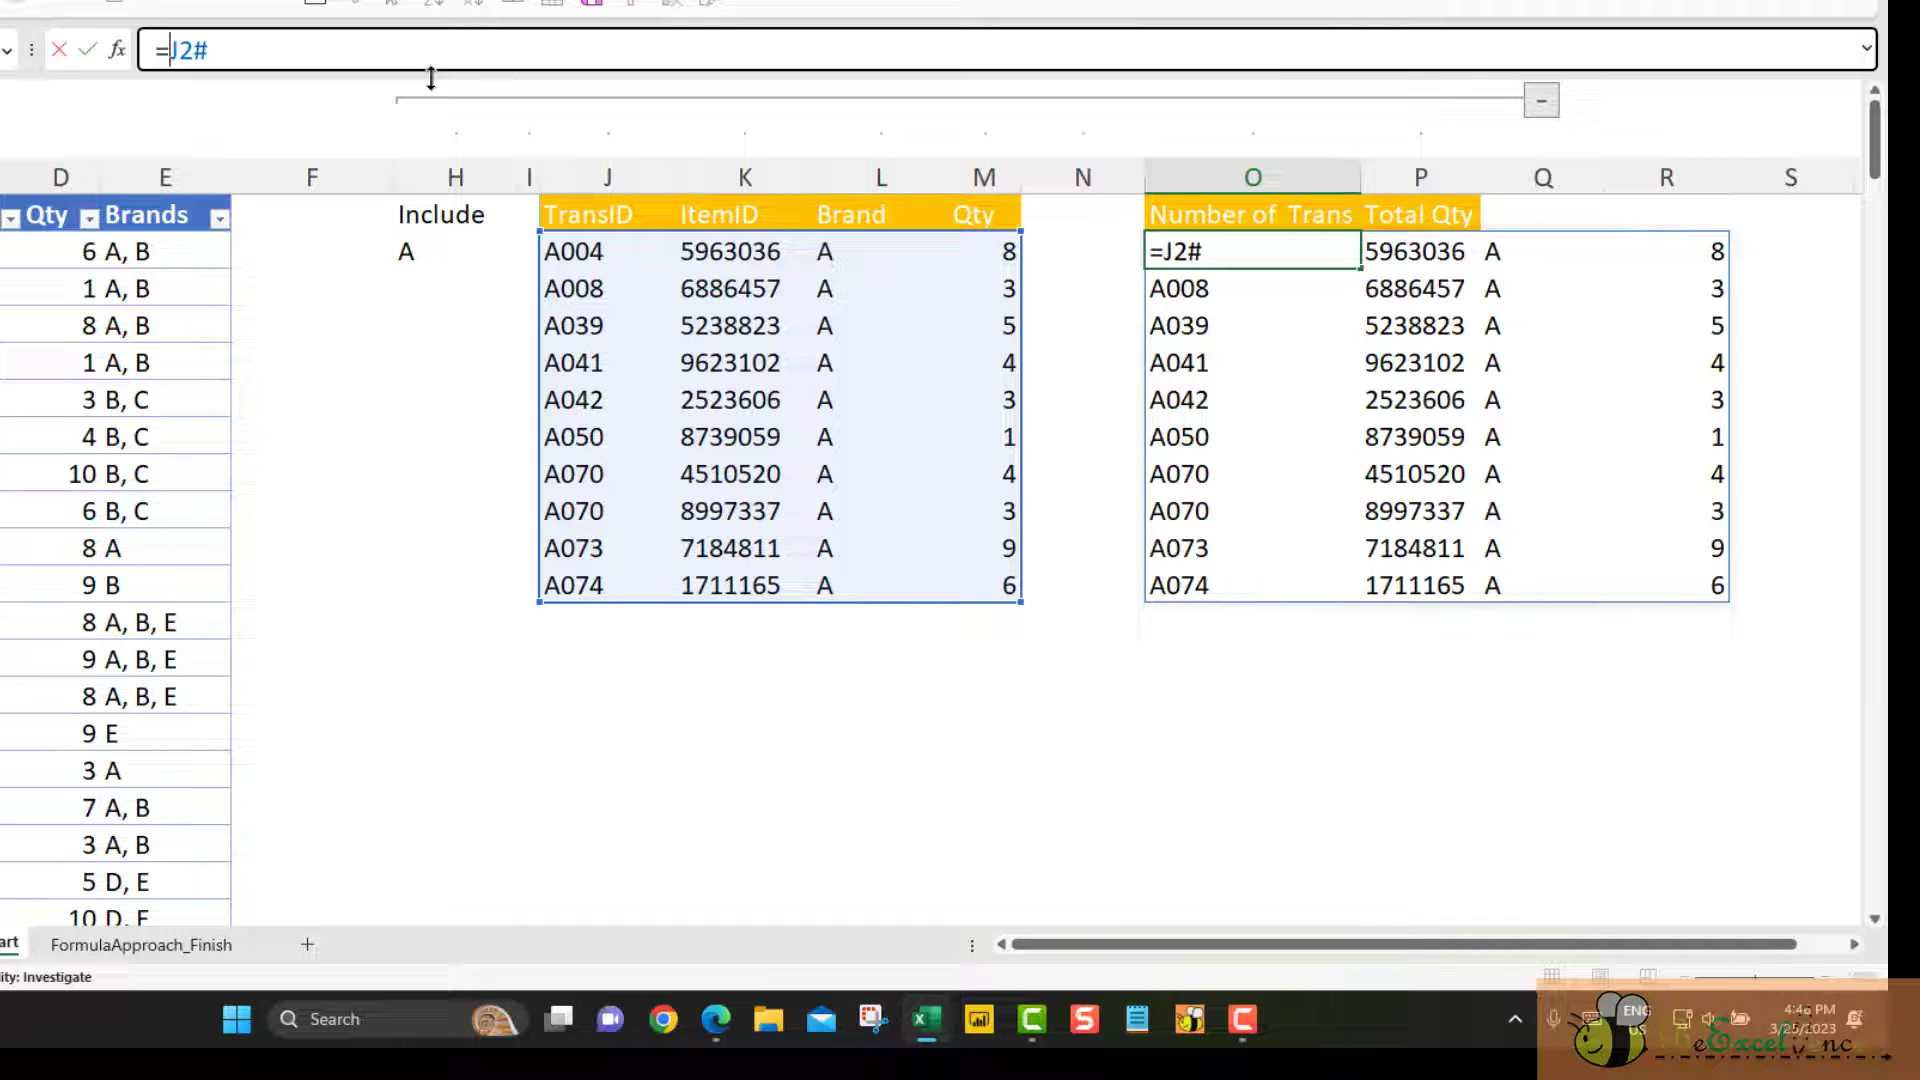 fx =J2#
D E F H I J K L M N O P Q R S
Qty Brands Include TransID ItemID Brand Qty Number of Trans Total Qty
6 A, B A A004 5963036 A 8 =J2# 5963036 A 8
1 A, B A008 6886457 A 3 A008 6886457 A 3
8 A, B A039 5238823 A 5 A039 5238823 A 5
1 A, B A041 9623102 A 4 A041 9623102 A 4
3 B, C A042 2523606 A 3 A042 2523606 A 3
4 B, C A050 8739059 A 1 A050 8739059 A 1
10 B, C A070 4510520 A 4 A070 4510520 A 4
6 B, C A070 8997337 A 3 A070 8997337 A 3
8 A A073 7184811 A 9 A073 7184811 A 9
9 B A074 1711165 A 6 A074 1711165 A 6
8 A, B, E
9 A, B, E
8 A, B, E
9 E
3 A
7 A, B
3 A, B
5 D, E
10 D, E
art FormulaApproach_Finish
ity: Investigate
Search ENG 4:46 PM
US 3/25/2023
eExcel, nc